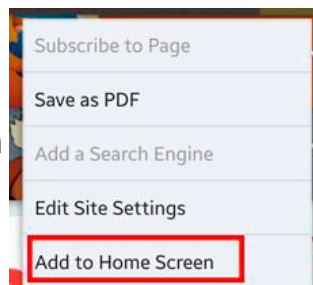 Subscribe to Page
Save as PDF
Add a Search Engine
Edit Site Settings
Add to Home Screen